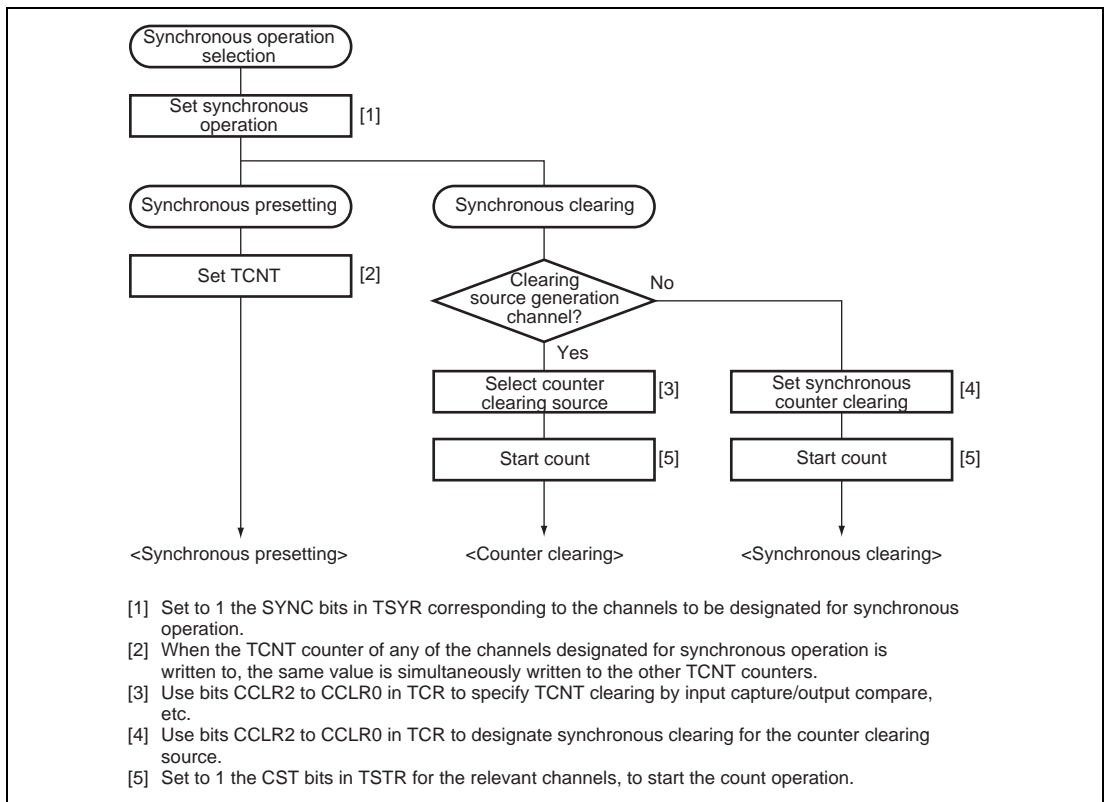 Synchronous operation
selection
Set synchronous
operation
[1]
Synchronous presetting
Synchronous clearing
Set TCNT
[2]
Clearing
source generation
channel?
No
Yes
Select counter
clearing source
[3]
Set synchronous
counter clearing
[4]
Start count
[5]
Start count
[5]
<Synchronous presetting>
<Counter clearing>
<Synchronous clearing>
[1] Set to 1 the SYNC bits in TSYR corresponding to the channels to be designated for synchronous
operation.
[2] When the TCNT counter of any of the channels designated for synchronous operation is
written to, the same value is simultaneously written to the other TCNT counters.
[3] Use bits CCLR2 to CCLR0 in TCR to specify TCNT clearing by input capture/output compare,
etc.
[4] Use bits CCLR2 to CCLR0 in TCR to designate synchronous clearing for the counter clearing
source.
[5] Set to 1 the CST bits in TSTR for the relevant channels, to start the count operation.